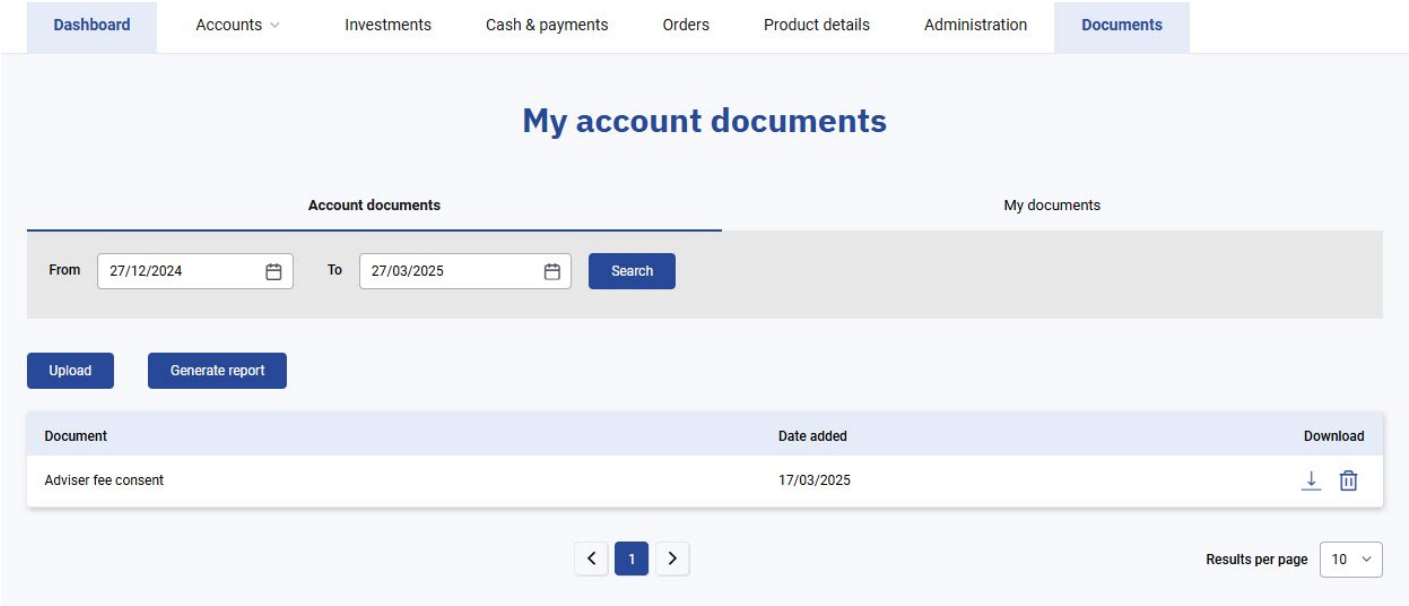 Dashboard Accounts Investments Cash & payments Orders Product details Administration Documents
My account documents
Account documents My documents
From 27/12/2024 To 27/03/2025 Search
Upload Generate report
Document Date added Download
Adviser fee consent 17/03/2025
1 Results per page 10